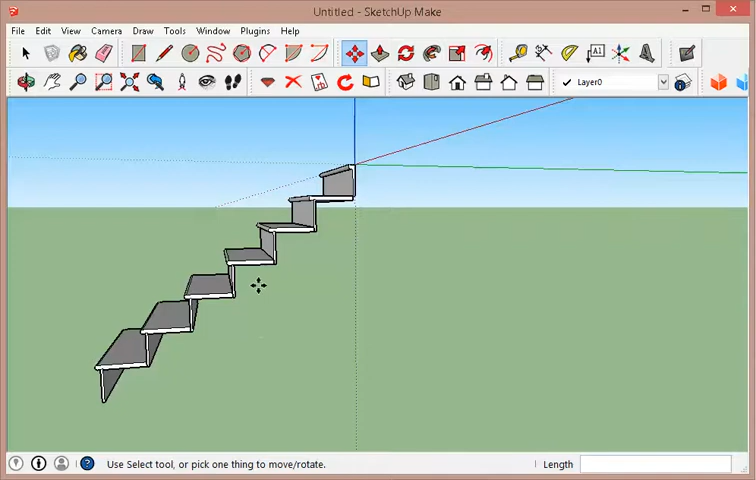 Untitled - SketchUp Make
File Edit View Camera Draw Tools Window Plugins Help
A1
Layer0
Use Select tool, or pick one thing to move/rotate.
Length